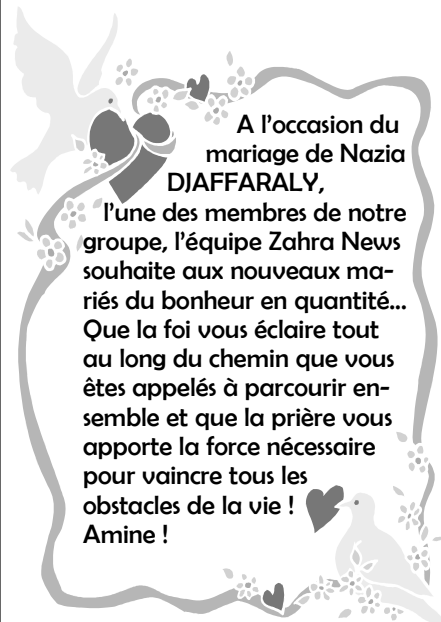 A l'occasion du
mariage de Nazia
DJAFFARALY,
l'une des membres de notre
groupe, l'équipe Zahra News
souhaite aux nouveaux ma-
riés du bonheur en quantité...
Que la foi vous éclaire tout
au long du chemin que vous
êtes appelés à parcourir en-
semble et que la prière vous
apporte la force nécessaire
pour vaincre tous les
obstacles de la vie !
Amine !